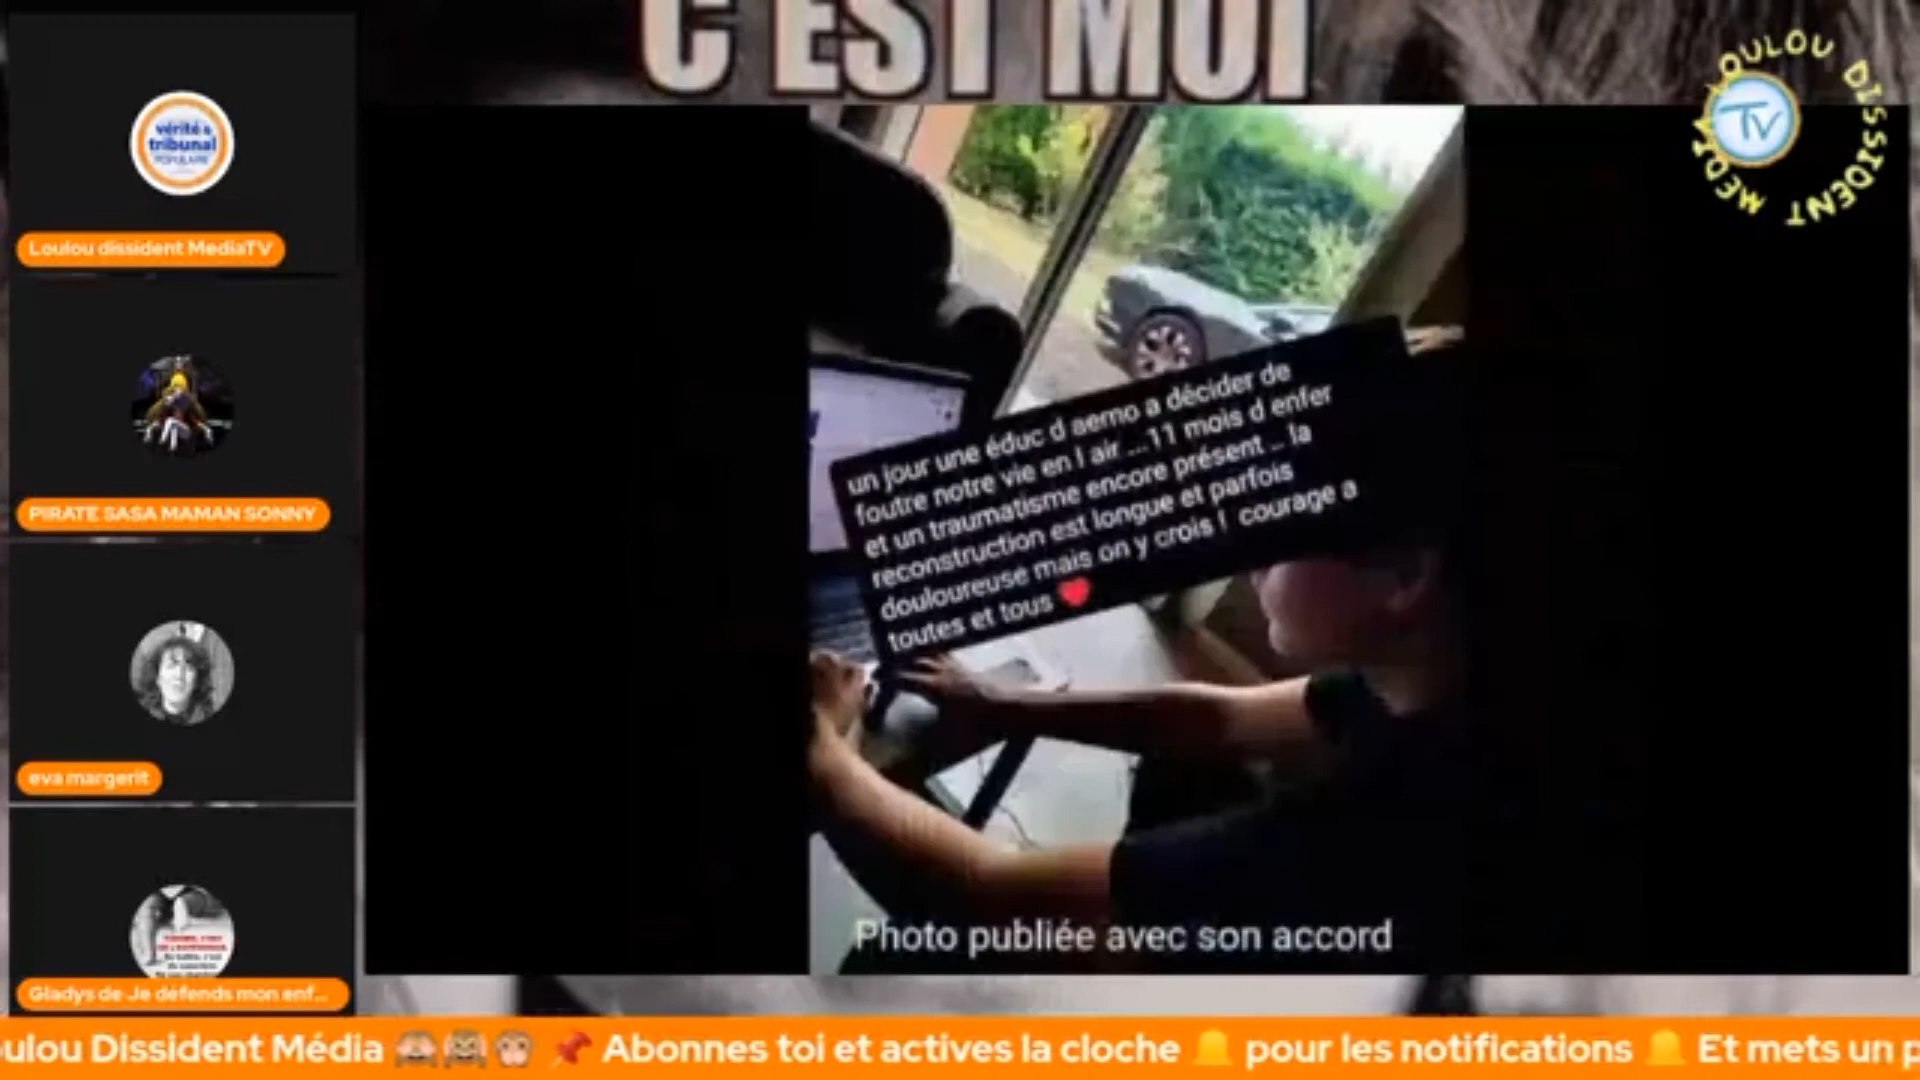 C'EST MOI
LOULOU DISSIDENT MEDIA
TV
vérité &
tribunal
POPULAIRE
Loulou dissident MediaTV
PIRATE SASA MAMAN SONNY
eva margerit
Gladys de Je défends mon enf...
un jour une éduc d aemo a décider de
foutre notre vie en l air ...11 mois d enfer
et un traumatisme encore présent .. la
reconstruction est longue et parfois
douloureuse mais on y crois ! courage a
toutes et tous ❤️
Photo publiée avec son accord
oulou Dissident Média 🙈🙉🙊 📌 Abonnes toi et actives la cloche 🔔 pour les notifications 🔔 Et mets un p